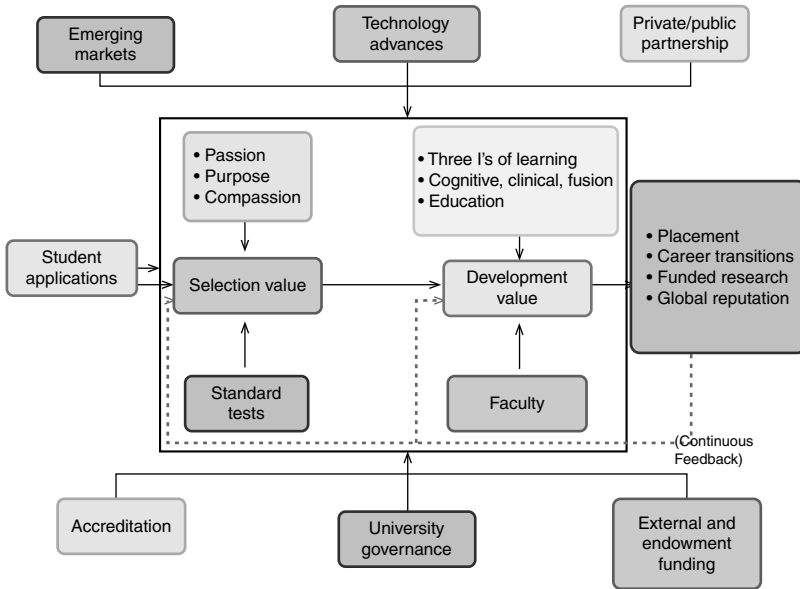 Emerging
markets
Technology
advances
Private/public
partnership
• Passion
• Purpose
• Compassion
• Three I's of learning
• Cognitive, clinical, fusion
• Education
Student
applications
Selection value
Development
value
• Placement
• Career transitions
• Funded research
• Global reputation
Standard
tests
Faculty
(Continuous
Feedback)
Accreditation
University
governance
External and
endowment
funding